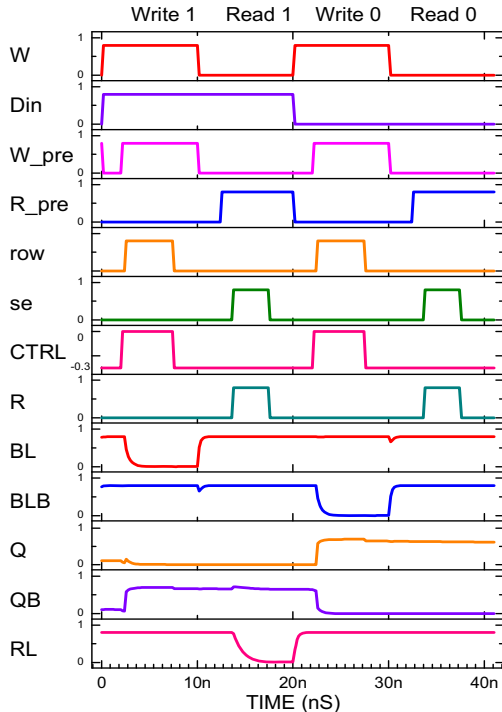 Write 1 Read 1 Write 0 Read 0
W 1 0
Din 1 0
W_pre 1 0
R_pre 1 0
row
se 1 0
CTRL 0 -0.3
R 1 0
BL 1 0
BLB 1 0
Q 1 0
QB 1 0
RL 1 0
0 10n 20n 30n 40n
TIME (nS)